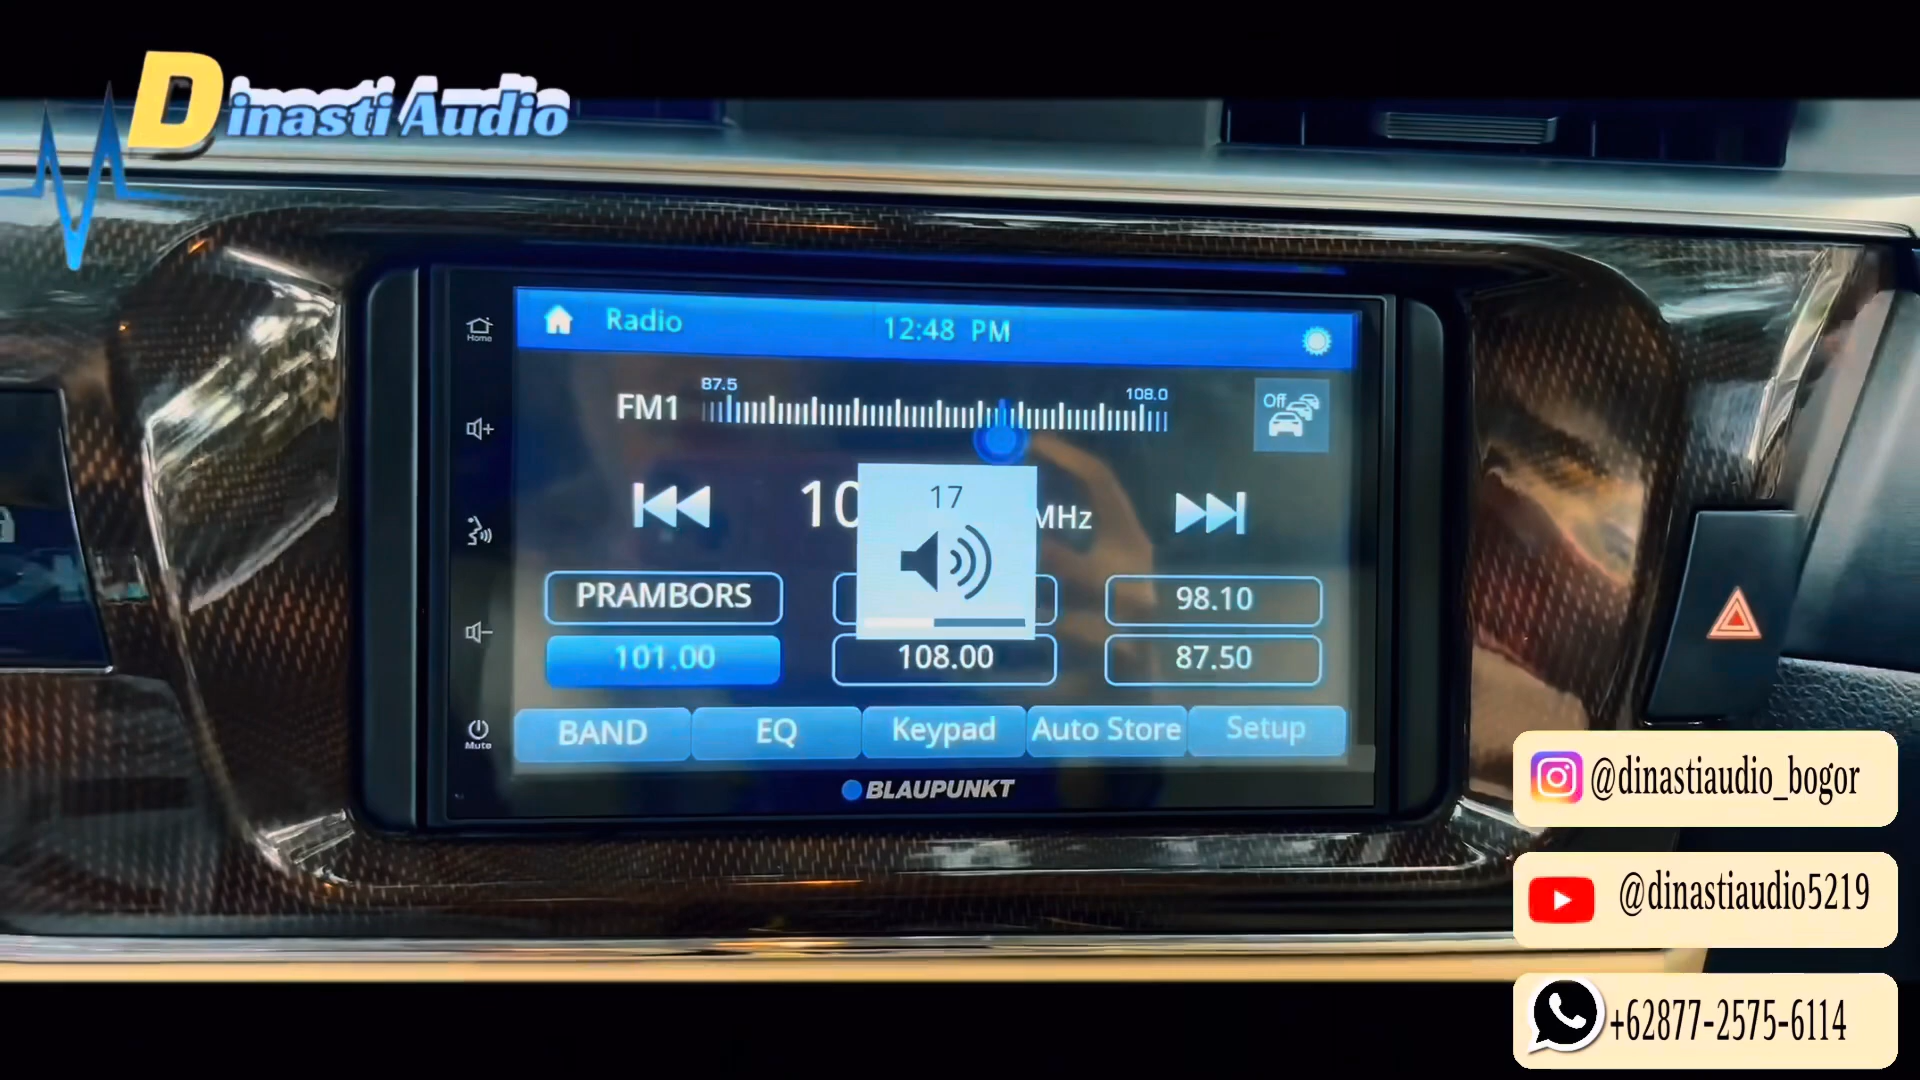 Dinasti Audio
Home
Radio
12:48 PM
87.5
108.0
FM1
Off
10
MHz
17
PRAMBORS
98.10
101.00
108.00
87.50
Mute
BAND
EQ
Keypad
Auto Store
Setup
BLAUPUNKT
@dinastiaudio_bogor
@dinastiaudio5219
+62877-2575-6114